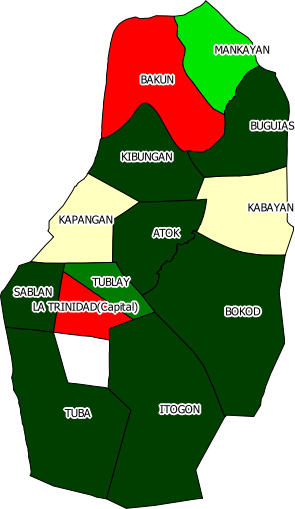 MANKAYAN
BAKUN
BUGUIAS
KIBUNGAN
KABAYAN
KAPANGAN
ATOK
TUBLAY
SABLAN
LA TRINIDAD(Capital)
BOKOD
TUBA
ITOGON